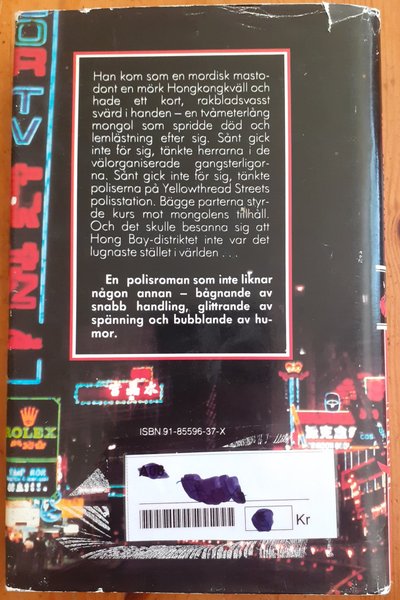 Han kom som en mordisk masto-
dont en mörk Hongkongkväll och
hade ett kort, rakbladsvasst
svärd i handen – en tvåmeterlång
mongol som spridde död och
lemlästning efter sig. Sånt gick
inte för sig, tänkte herrarna i de
välorganiserade gangsterligor-
na. Sånt gick inte för sig, tänkte
poliserna på Yellowthread Streets
polisstation. Bägge parterna styr-
de kurs mot mongolens tillhåll.
Och det skulle besanna sig att
Hong Bay-distriktet inte var det
lugnaste stället i världen . . .
En polisroman som inte liknar
någon annan – bågnande av
snabb handling, glittrande av
spänning och bubblande av hu-
mor.
TV
ROLEX
ISBN 91-85596-37-X
Kr